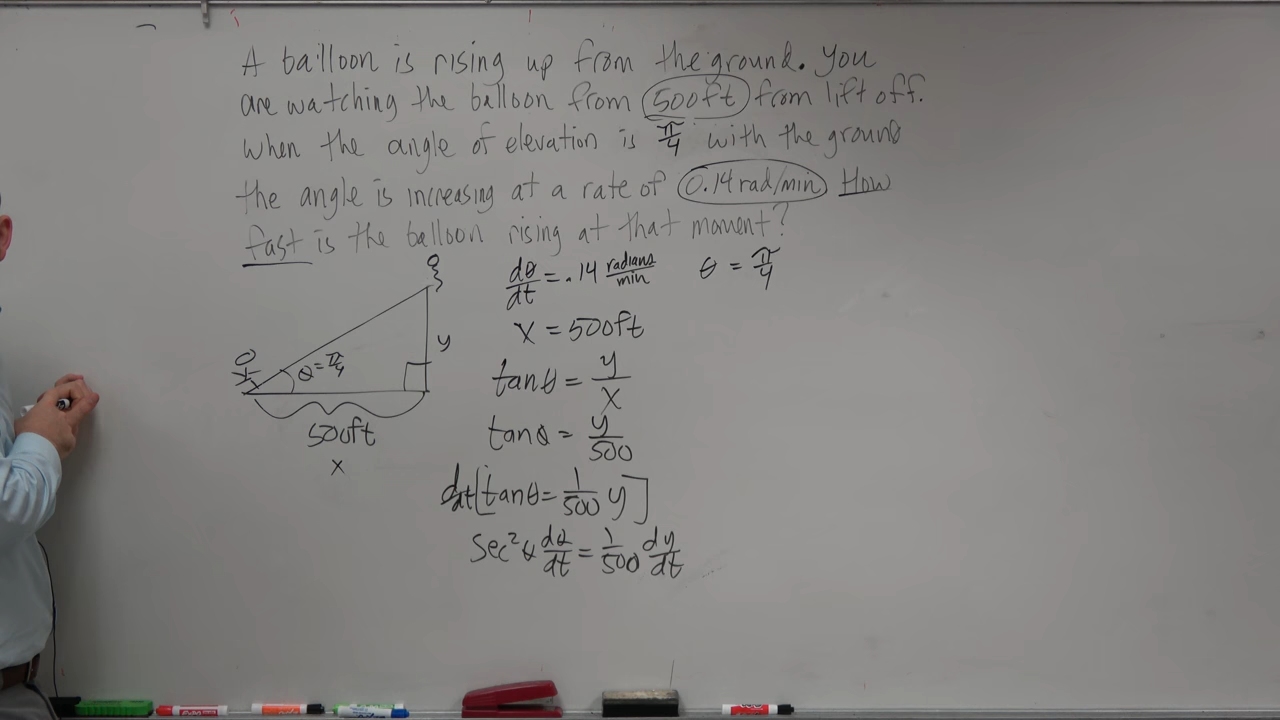 A balloon is rising up from the ground. You
are watching the balloon from 500ft from lift off.
When the angle of elevation is π/4 with the ground
the angle is increasing at a rate of 0.14 rad/min How
fast is the balloon rising at that moment?
dθ/dt = .14 radians/min θ = π/4
x = 500ft
y
θ = π/4
tanθ = y/x
500ft
x
tanθ = y/500
d/dt[tanθ = 1/500 y]
sec²θ dθ/dt = 1/500 dy/dt